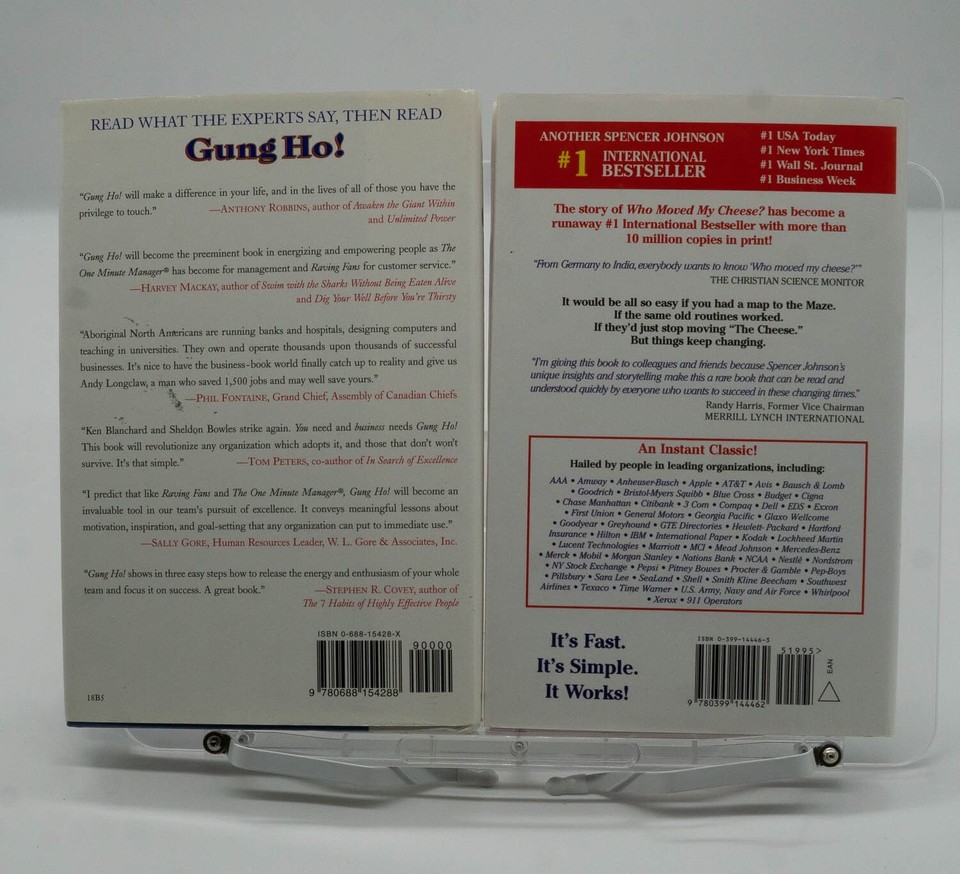 READ WHAT THE EXPERTS SAY, THEN READ
Gung Ho!
"Gung Ho! will make a difference in your life, and in the lives of all of those you have the
privilege to touch." —ANTHONY ROBBINS, author of Awaken the Giant Within
and Unlimited Power
"Gung Ho! will become the preeminent book in energizing and empowering people as The
One Minute Manager® has become for management and Raving Fans for customer service."
—HARVEY MACKAY, author of Swim with the Sharks Without Being Eaten Alive
and Dig Your Well Before You're Thirsty
"Aboriginal North Americans are running banks and hospitals, designing computers and
teaching in universities. They own and operate thousands upon thousands of successful
businesses. It's nice to have the business-book world finally catch up to reality and give us
Andy Longclaw, a man who saved 1,500 jobs and may well save yours."
—PHIL FONTAINE, Grand Chief, Assembly of Canadian Chiefs
"Ken Blanchard and Sheldon Bowles strike again. You need and business needs Gung Ho!
This book will revolutionize any organization which adopts it, and those that don't won't
survive. It's that simple." —TOM PETERS, co-author of In Search of Excellence
"I predict that like Raving Fans and The One Minute Manager®, Gung Ho! will become an
invaluable tool in our team's pursuit of excellence. It conveys meaningful lessons about
motivation, inspiration, and goal-setting that any organization can put to immediate use."
—SALLY GORE, Human Resources Leader, W. L. Gore & Associates, Inc.
"Gung Ho! shows in three easy steps how to release the energy and enthusiasm of your whole
team and focus it on success. A great book." —STEPHEN R. COVEY, author of
The 7 Habits of Highly Effective People
ISBN 0-688-15428-X
90000
9 780688 154288
18B5
ANOTHER SPENCER JOHNSON
#1 INTERNATIONAL
BESTSELLER
#1 USA Today
#1 New York Times
#1 Wall St. Journal
#1 Business Week
The story of Who Moved My Cheese? has become a
runaway #1 International Bestseller with more than
10 million copies in print!
"From Germany to India, everybody wants to know 'Who moved my cheese?'"
THE CHRISTIAN SCIENCE MONITOR
It would be all so easy if you had a map to the Maze.
If the same old routines worked.
If they'd just stop moving "The Cheese."
But things keep changing.
"I'm giving this book to colleagues and friends because Spencer Johnson's
unique insights and storytelling make this a rare book that can be read and
understood quickly by everyone who wants to succeed in these changing times."
Randy Harris, Former Vice Chairman
MERRILL LYNCH INTERNATIONAL
An Instant Classic!
Hailed by people in leading organizations, including:
AAA • Amway • Anheuser-Busch • Apple • AT&T • Avis • Bausch & Lomb
• Goodrich • Bristol-Myers Squibb • Blue Cross • Budget • Cigna
• Chase Manhattan • Citibank • 3 Com • Compaq • Dell • EDS • Exxon
• First Union • General Motors • Georgia Pacific • Glaxo Wellcome
• Goodyear • Greyhound • GTE Directories • Hewlett-Packard • Hartford
Insurance • Hilton • IBM • International Paper • Kodak • Lockheed Martin
• Lucent Technologies • Marriott • MCI • Mead Johnson • Mercedes-Benz
• Merck • Mobil • Morgan Stanley • Nations Bank • NCAA • Nestlé • Nordstrom
• NY Stock Exchange • Pepsi • Pitney Bowes • Procter & Gamble • Pep-Boys
• Pillsbury • Sara Lee • SeaLand • Shell • Smith Kline Beecham • Southwest
Airlines • Texaco • Time Warner • U.S. Army, Navy and Air Force • Whirlpool
• Xerox • 911 Operators
It's Fast.
It's Simple.
It Works!
ISBN 0-399-14446-3
51995>
9 780399 144462
EAN